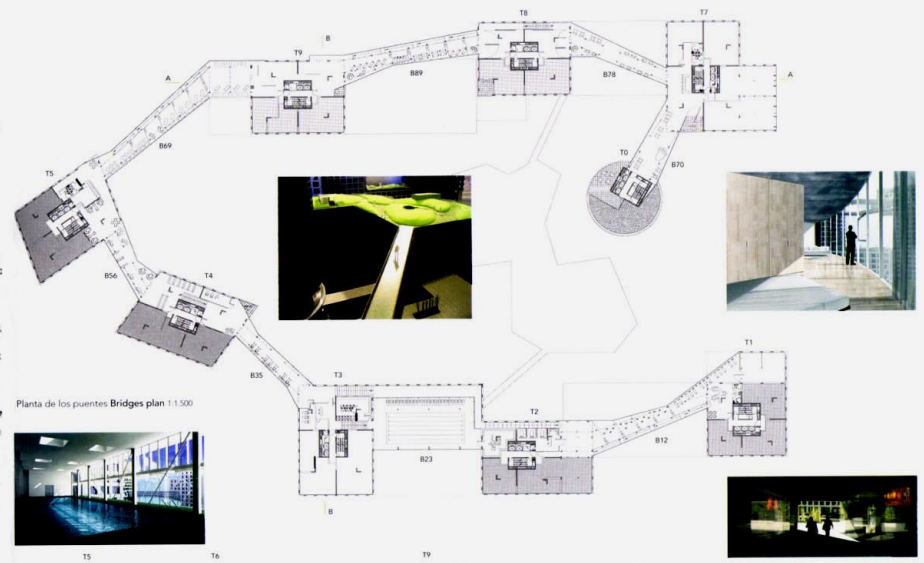 T8
T7
B
T9
A
B89
B78
A
B69
T0
B70
T5
B56
T4
B35
T3
T1
Planta de los puentes Bridges plan 1:1.500
T2
B12
B23
B
T5
T6
T9